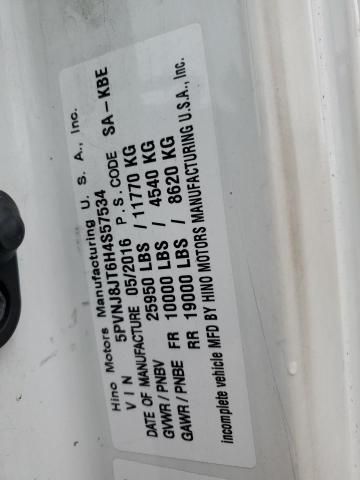 Hino Motors Manufacturing U. S. A., Inc.
V I N 5PVNJ8JT6H4S57534
DATE OF MANUFACTURE 05/2016 P.S. CODE SA-KBE
GVWR/PNBV 25950 LBS / 11770 KG
GAWR/PNBE FR 10000 LBS / 4540 KG
RR 19000 LBS / 8620 KG
Incomplete vehicle MFD BY HINO MOTORS MANUFACTURING U.S.A., Inc.